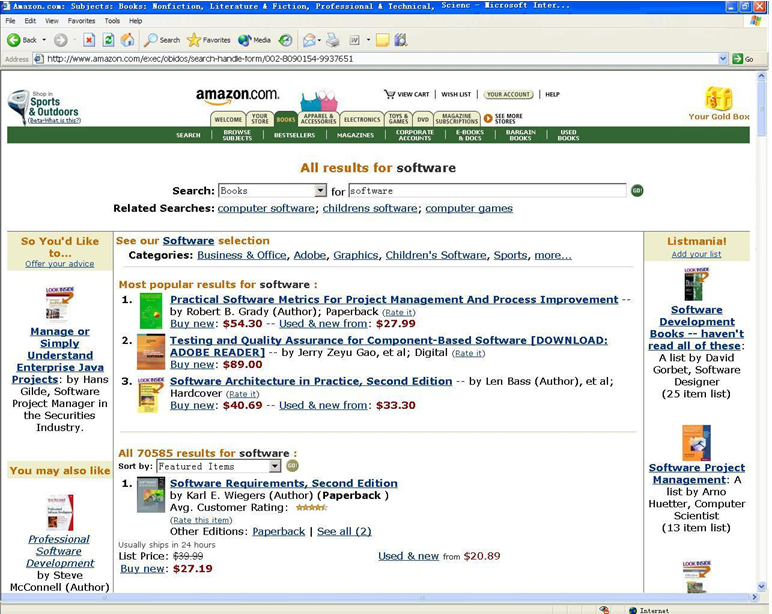 Amazon.com: Subjects: Books: Nonfiction, Literature & Fiction, Professional & Technical, Scienc - Microsoft Inter...
File Edit View Favorites Tools Help
Back Search Favorites Media
Address http://www.amazon.com/exec/obidos/search-handle-form/002-8090154-9937651 Go
Shop in
Sports
& Outdoors
(Beta-What is this?)
amazon.com.
VIEW CART | WISH LIST | YOUR ACCOUNT | HELP
Your Gold Box
WELCOME YOUR STORE BOOKS APPAREL & ACCESSORIES ELECTRONICS TOYS & GAMES DVD MAGAZINE SUBSCRIPTIONS SEE MORE STORES
SEARCH | BROWSE SUBJECTS | BESTSELLERS | MAGAZINES | CORPORATE ACCOUNTS | E-BOOKS & DOCS | BARGAIN BOOKS | USED BOOKS
All results for software
Search: Books for software GO!
Related Searches: computer software; childrens software; computer games
So You'd Like
to...
Offer your advice
LOOK INSIDE
Manage or
Simply
Understand
Enterprise Java
Projects: by Hans
Gilde, Software
Project Manager in
the Securities
Industry.
You may also like
Professional
Software
Development
by Steve
McConnell (Author)
See our Software selection
Categories: Business & Office, Adobe, Graphics, Children's Software, Sports, more...
Most popular results for software :
1. Practical Software Metrics For Project Management And Process Improvement --
by Robert B. Grady (Author); Paperback (Rate it)
Buy new: $54.30 -- Used & new from: $27.99
2. Testing and Quality Assurance for Component-Based Software [DOWNLOAD:
ADOBE READER] -- by Jerry Zeyu Gao, et al; Digital (Rate it)
Buy new: $89.00
LOOK INSIDE
3. Software Architecture in Practice, Second Edition -- by Len Bass (Author), et al;
Hardcover (Rate it)
Buy new: $40.69 -- Used & new from: $33.30
All 70585 results for software :
Sort by: Featured Items GO!
1. Software Requirements, Second Edition
by Karl E. Wiegers (Author) (Paperback )
Avg. Customer Rating:
(Rate this item)
Other Editions: Paperback | See all (2)
Usually ships in 24 hours
List Price: $39.99
Buy new: $27.19
Used & new from $20.89
Listmania!
Add your list
LOOK INSIDE
Software
Development
Books -- haven't
read all of these:
A list by David
Gorbet, Software
Designer
(25 item list)
Software Project
Management: A
list by Arno
Huetter, Computer
Scientist
(13 item list)
LOOK INSIDE
Internet